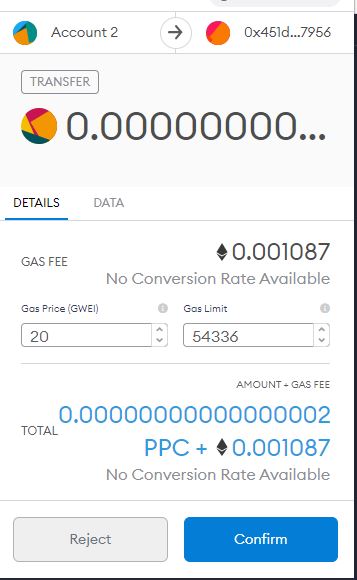 Account 2
0x451d...7956
TRANSFER
0.00000000...
DETAILS
DATA
GAS FEE
0.001087
No Conversion Rate Available
Gas Price (GWEI)
Gas Limit
20
54336
AMOUNT + GAS FEE
TOTAL
0.00000000000000002
PPC + 0.001087
No Conversion Rate Available
Reject
Confirm